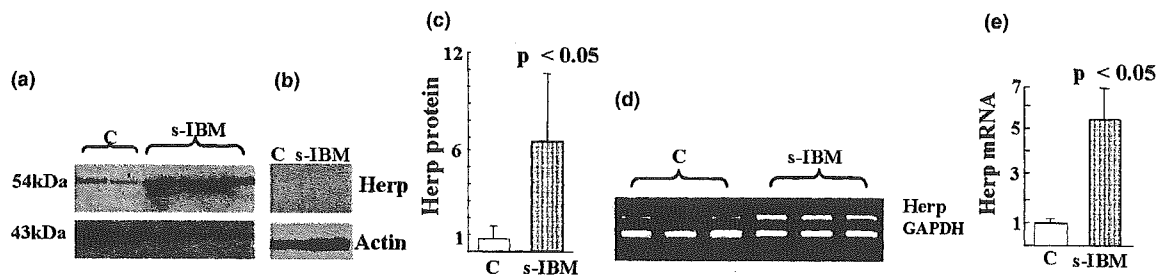 (a)
C
s-IBM
54kDa
43kDa
(b)
C s-IBM
Herp
Actin
(c)
Herp protein
12
6
1
p < 0.05
C
s-IBM
(d)
C
s-IBM
Herp
GAPDH
(e)
Herp mRNA
7
5
3
1
p < 0.05
C
s-IBM